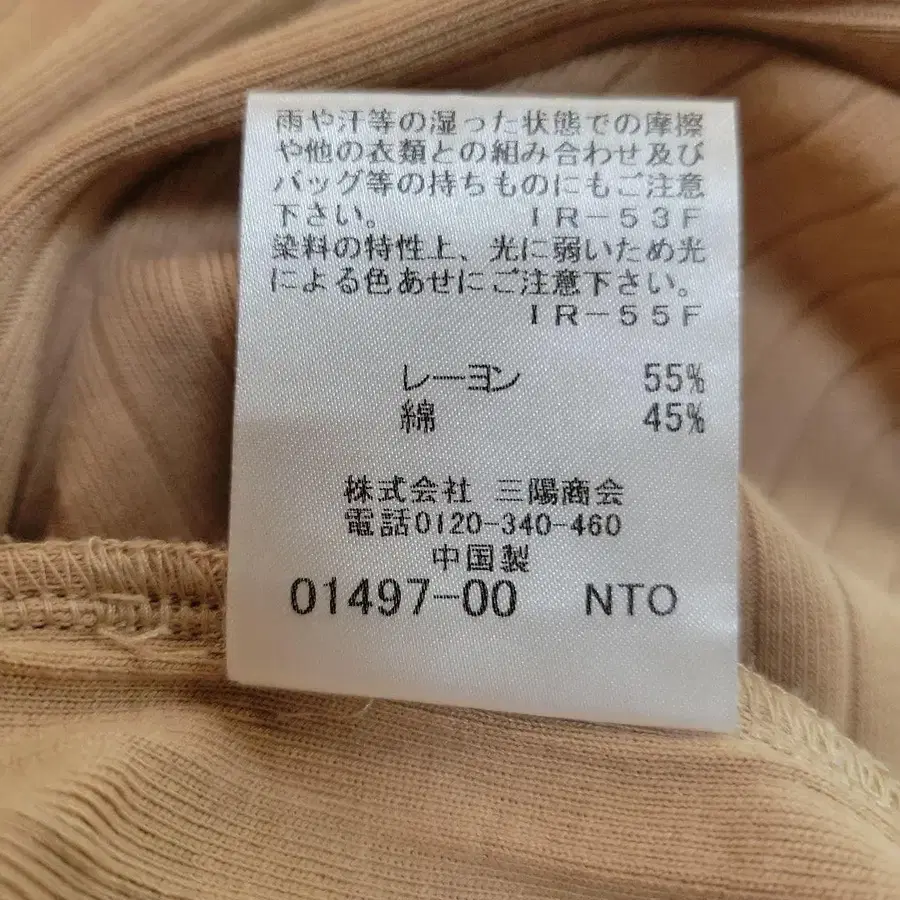 雨や汗等の湿った状態での摩擦
や他の衣類との組み合わせ及び
バッグ等の持ちものにもご注意
下さい。 IR-53F
染料の特性上、光に弱いため光
による色あせにご注意下さい。
IR-55F
レーヨン 55%
綿 45%
株式会社 三陽商会
電話0120-340-460
中国製
01497-00 NTO